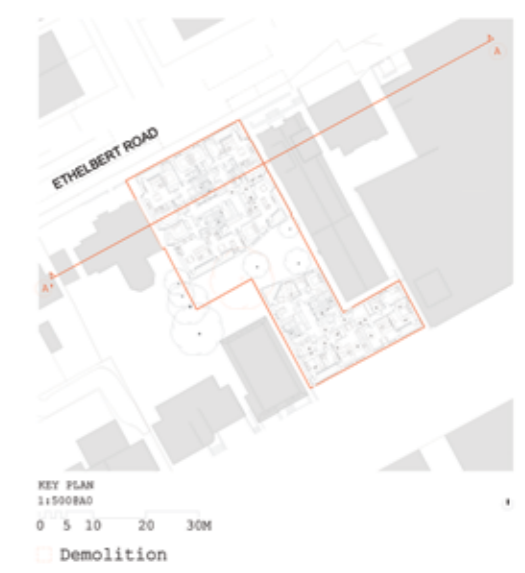 A
ETHELBERT ROAD
A'
KEY PLAN
1:500@A0
0 5 10 20 30M
Demolition